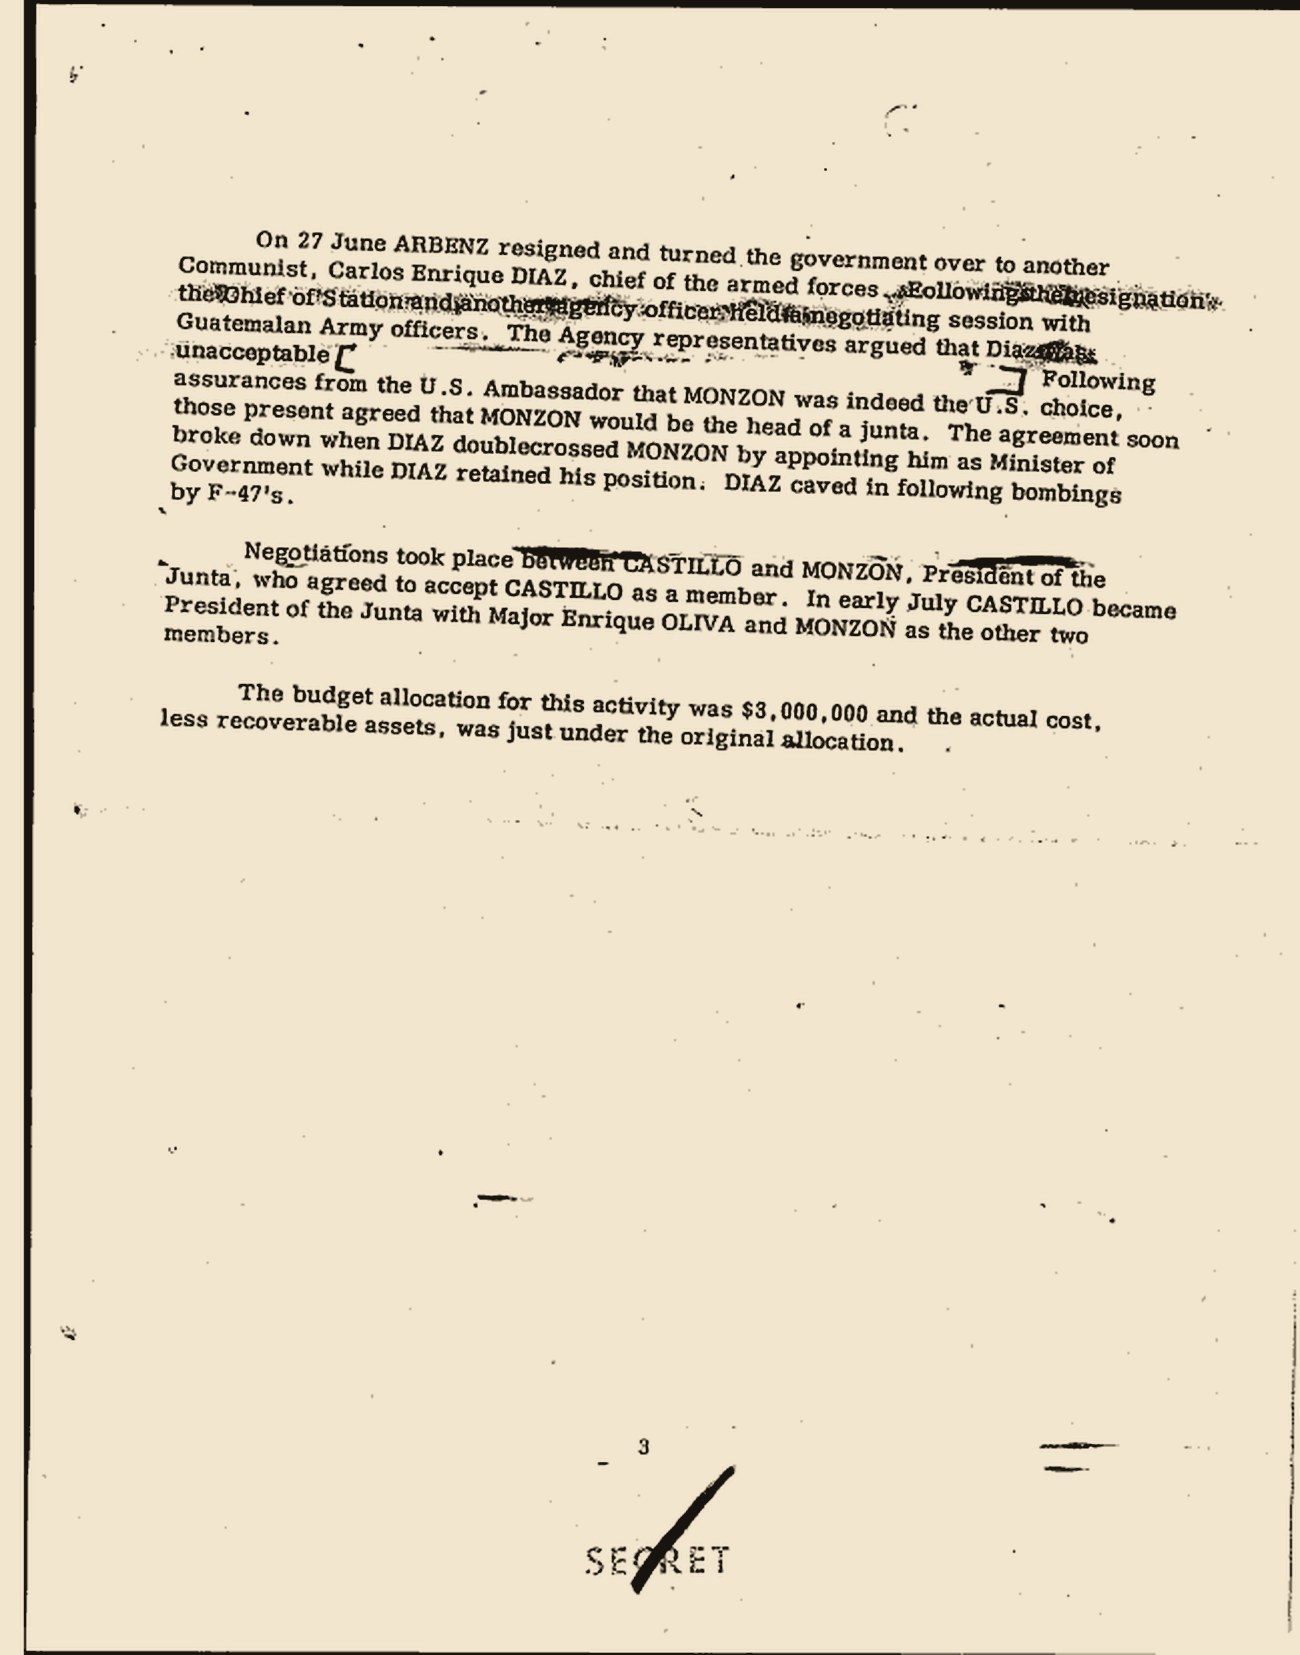 On 27 June ARBENZ resigned and turned the government over to another
Communist, Carlos Enrique DIAZ, chief of the armed forces. Following the resignation,
the Chief of Station and another agency officer held a negotiating session with
Guatemalan Army officers. The Agency representatives argued that Diaz was
unacceptable [
] Following
assurances from the U.S. Ambassador that MONZON was indeed the U.S. choice,
those present agreed that MONZON would be the head of a junta. The agreement soon
broke down when DIAZ doublecrossed MONZON by appointing him as Minister of
Government while DIAZ retained his position. DIAZ caved in following bombings
by F-47's.
Negotiations took place between CASTILLO and MONZON, President of the
Junta, who agreed to accept CASTILLO as a member. In early July CASTILLO became
President of the Junta with Major Enrique OLIVA and MONZON as the other two
members.
The budget allocation for this activity was $3,000,000 and the actual cost,
less recoverable assets, was just under the original allocation.
3
SECRET